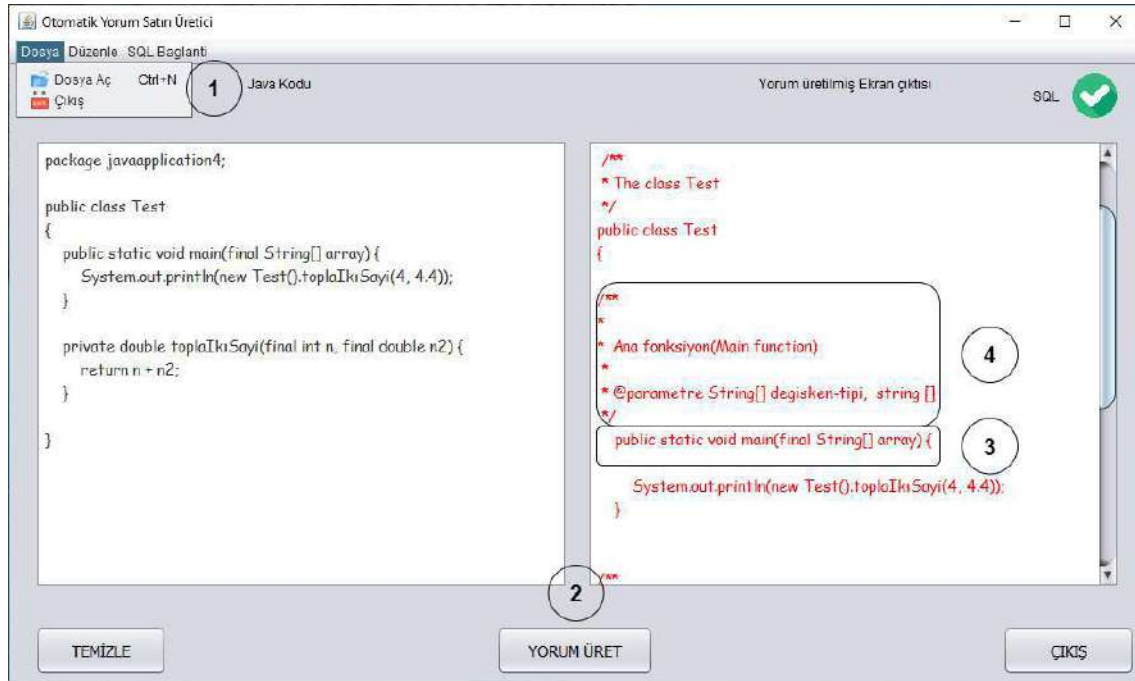 Otomatik Yorum Satırı Üretici
Dosya Düzenle SQL Baglanti
Dosya Aç Ctrl+N
Çıkış
1
Java Kodu
Yorum üretilmiş Ekran çıktısı
SQL
package javaapplication4;
public class Test
{
public static void main(final String[] array) {
System.out.println(new Test().toplaIkıSayi(4, 4.4));
}
private double toplaIkıSayi(final int n, final double n2) {
return n + n2;
}
}
/**
* The class Test
*/
public class Test
{
/**
*
* Ana fonksiyon(Main function)
*
* @parametre String[] degisken-tipi, string []
*/
4
public static void main(final String[] array) {
3
System.out.println(new Test().toplaIkıSayi(4, 4.4));
}
/**
2
TEMİZLE
YORUM ÜRET
ÇIKIŞ